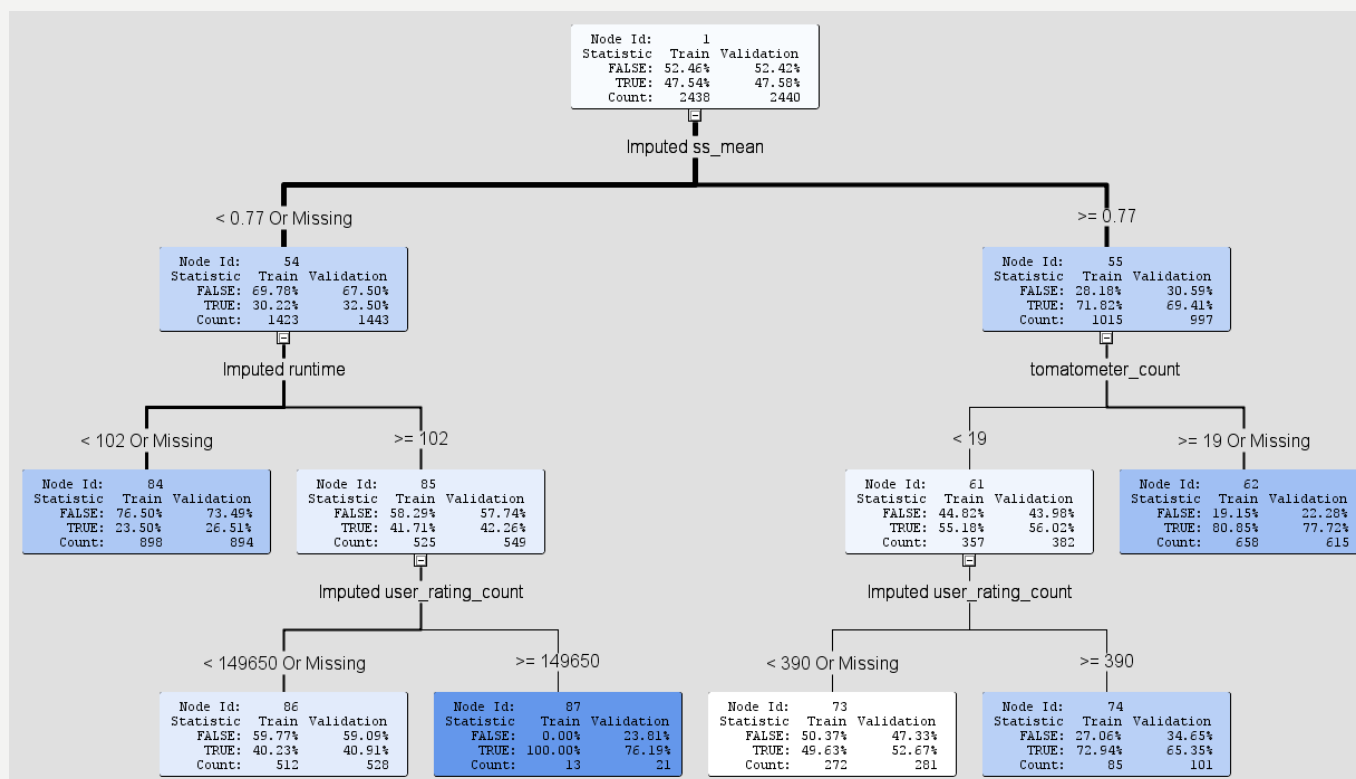 Node Id: 1
Statistic Train Validation
FALSE: 52.46% 52.42%
TRUE: 47.54% 47.58%
Count: 2438 2440
Imputed ss_mean
< 0.77 Or Missing
>= 0.77
Node Id: 54
Statistic Train Validation
FALSE: 69.78% 67.50%
TRUE: 30.22% 32.50%
Count: 1423 1443
Node Id: 55
Statistic Train Validation
FALSE: 28.18% 30.59%
TRUE: 71.82% 69.41%
Count: 1015 997
Imputed runtime
tomatometer_count
< 102 Or Missing
>= 102
< 19
>= 19 Or Missing
Node Id: 84
Statistic Train Validation
FALSE: 76.50% 73.49%
TRUE: 23.50% 26.51%
Count: 898 894
Node Id: 85
Statistic Train Validation
FALSE: 58.29% 57.74%
TRUE: 41.71% 42.26%
Count: 525 549
Node Id: 61
Statistic Train Validation
FALSE: 44.82% 43.98%
TRUE: 55.18% 56.02%
Count: 357 382
Node Id: 62
Statistic Train Validation
FALSE: 19.15% 22.28%
TRUE: 80.85% 77.72%
Count: 658 615
Imputed user_rating_count
Imputed user_rating_count
< 149650 Or Missing
>= 149650
< 390 Or Missing
>= 390
Node Id: 86
Statistic Train Validation
FALSE: 59.77% 59.09%
TRUE: 40.23% 40.91%
Count: 512 528
Node Id: 87
Statistic Train Validation
FALSE: 0.00% 23.81%
TRUE: 100.00% 76.19%
Count: 13 21
Node Id: 73
Statistic Train Validation
FALSE: 50.37% 47.33%
TRUE: 49.63% 52.67%
Count: 272 281
Node Id: 74
Statistic Train Validation
FALSE: 27.06% 34.65%
TRUE: 72.94% 65.35%
Count: 85 101